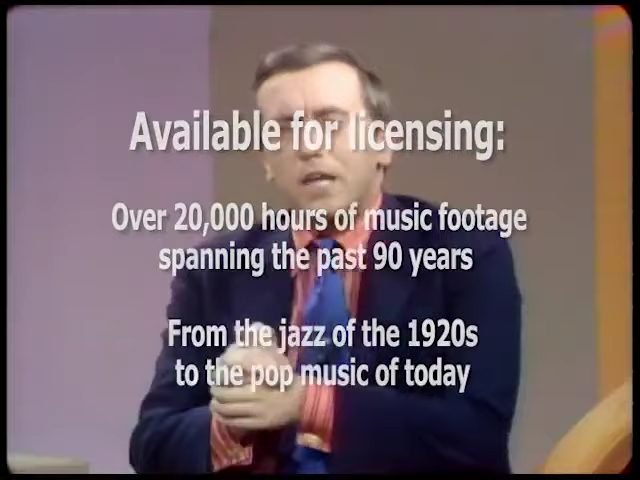 Available for licensing:
Over 20,000 hours of music footage
spanning the past 90 years
From the jazz of the 1920s
to the pop music of today